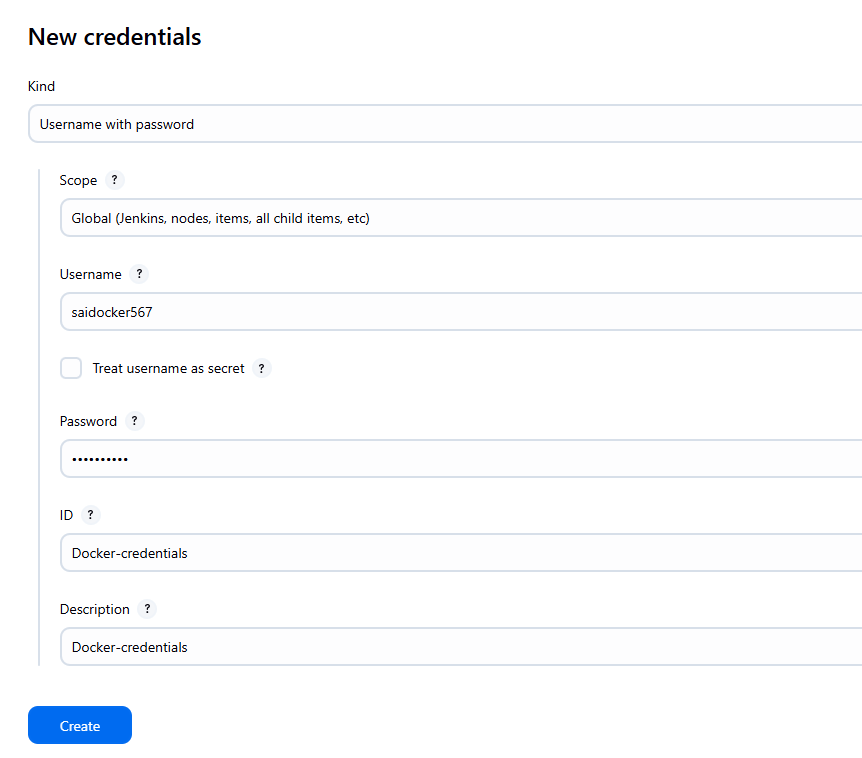 New credentials
Kind
Username with password
Scope ?
Global (Jenkins, nodes, items, all child items, etc)
Username ?
saidocker567
Treat username as secret ?
Password ?
••••••••••
ID ?
Docker-credentials
Description ?
Docker-credentials
Create